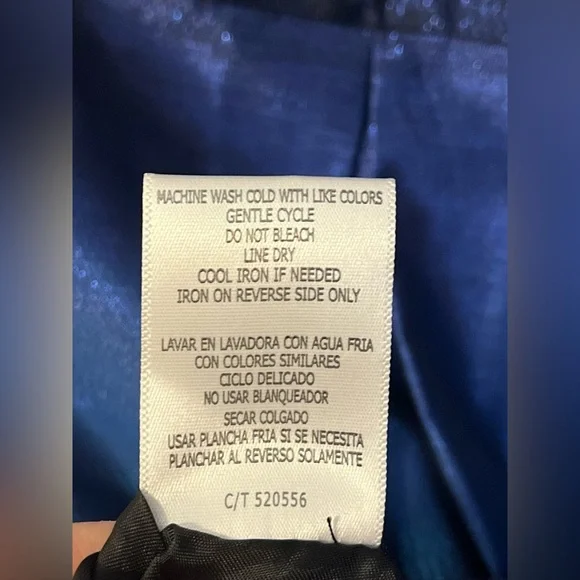 MACHINE WASH COLD WITH LIKE COLORS
GENTLE CYCLE
DO NOT BLEACH
LINE DRY
COOL IRON IF NEEDED
IRON ON REVERSE SIDE ONLY
LAVAR EN LAVADORA CON AGUA FRIA
CON COLORES SIMILARES
CICLO DELICADO
NO USAR BLANQUEADOR
SECAR COLGADO
USAR PLANCHA FRIA SI SE NECESITA
PLANCHAR AL REVERSO SOLAMENTE
C/T 520556